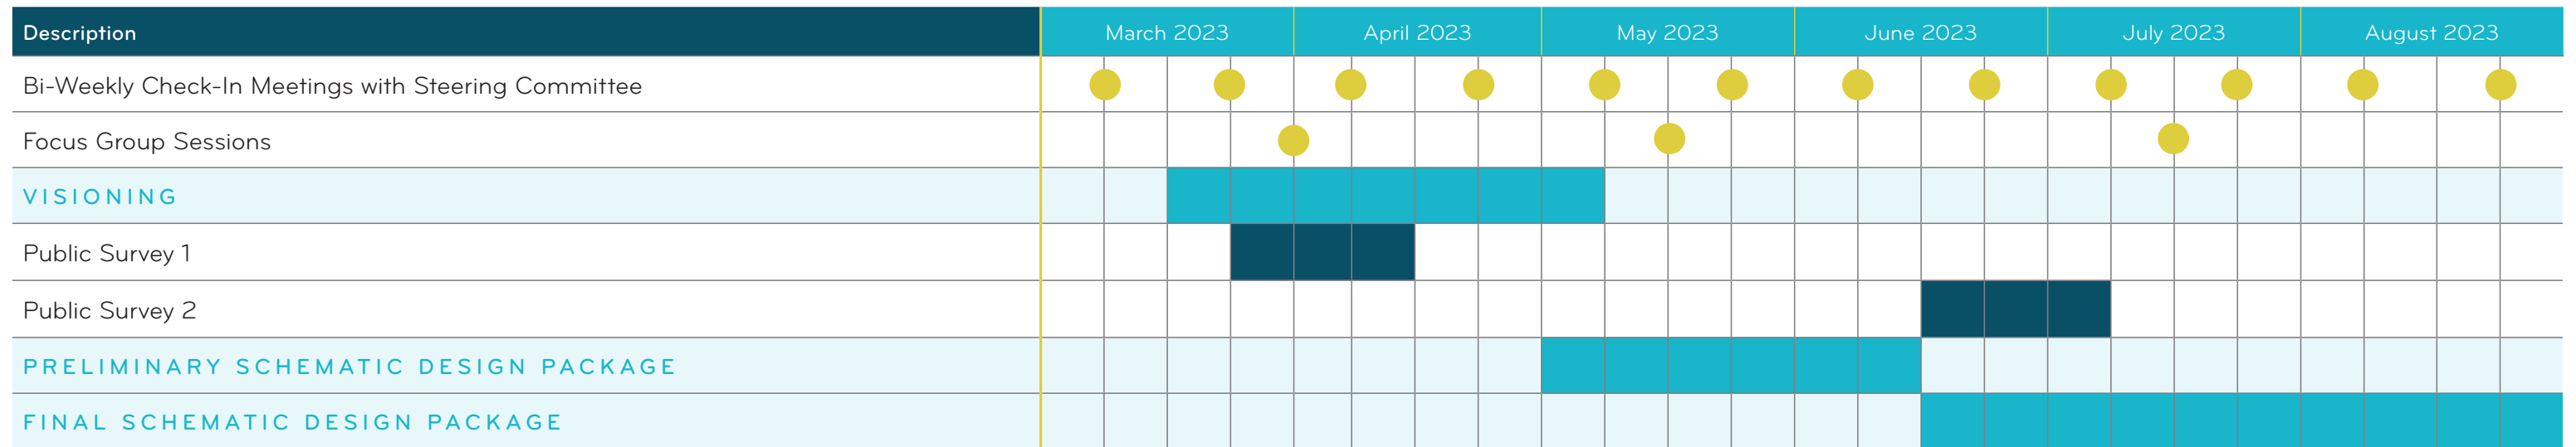 Description March 2023 April 2023 May 2023 June 2023 July 2023 August 2023
Bi-Weekly Check-In Meetings with Steering Committee
Focus Group Sessions
VISIONING
Public Survey 1
Public Survey 2
PRELIMINARY SCHEMATIC DESIGN PACKAGE
FINAL SCHEMATIC DESIGN PACKAGE